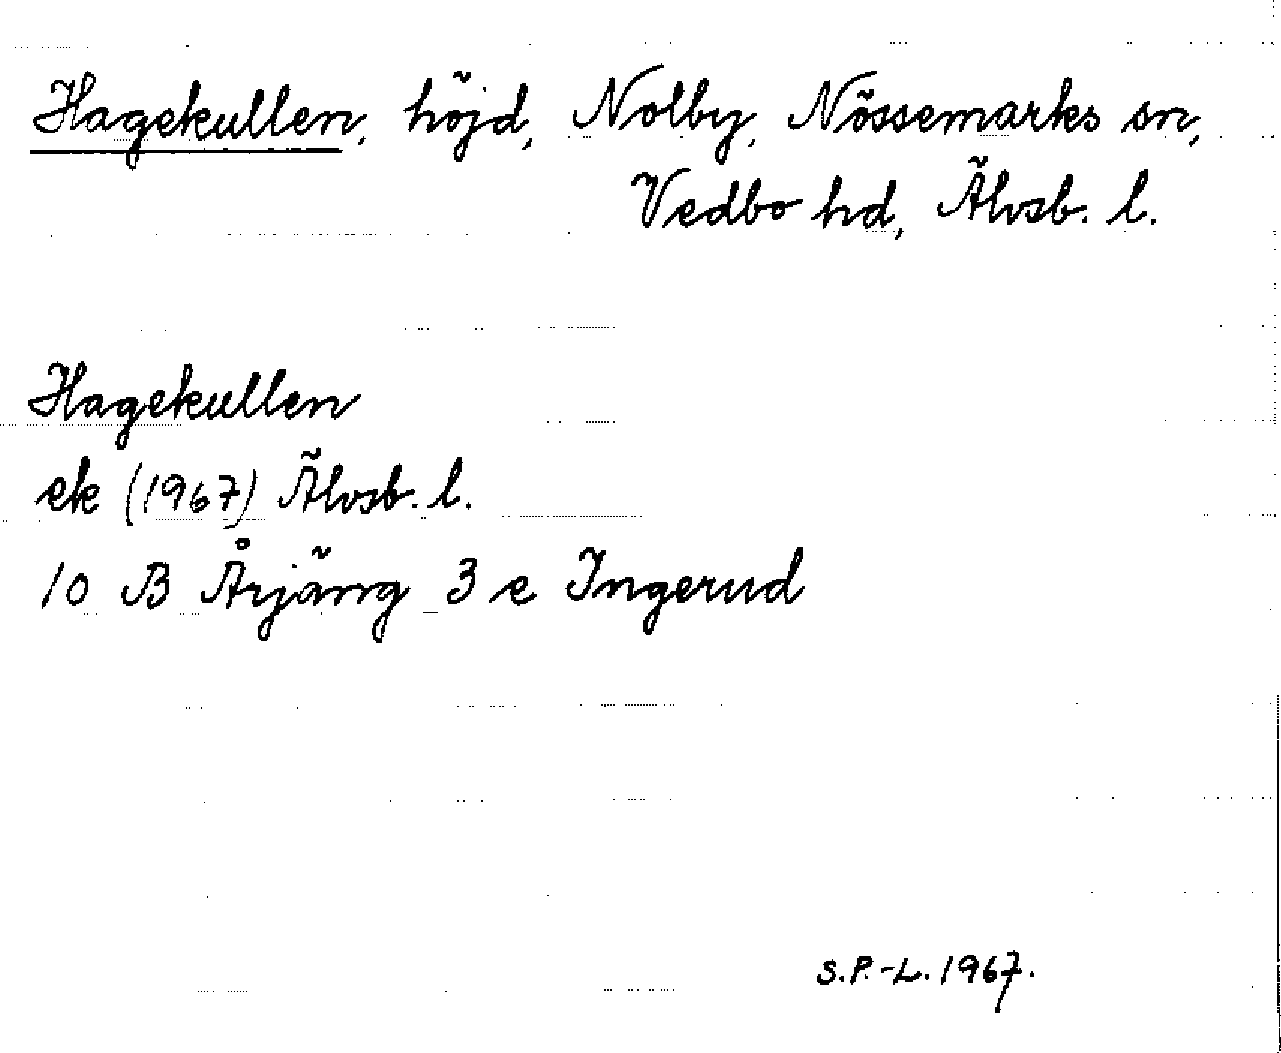 Hagekullen, höjd, Nolby, Nössemarks sn,
Vedbo hd, Älvsb. l.
Hagekullen
ek (1967) Älvsb. l.
10 B Årjäng 3 e Ingerud
S.P.-L. 1967.